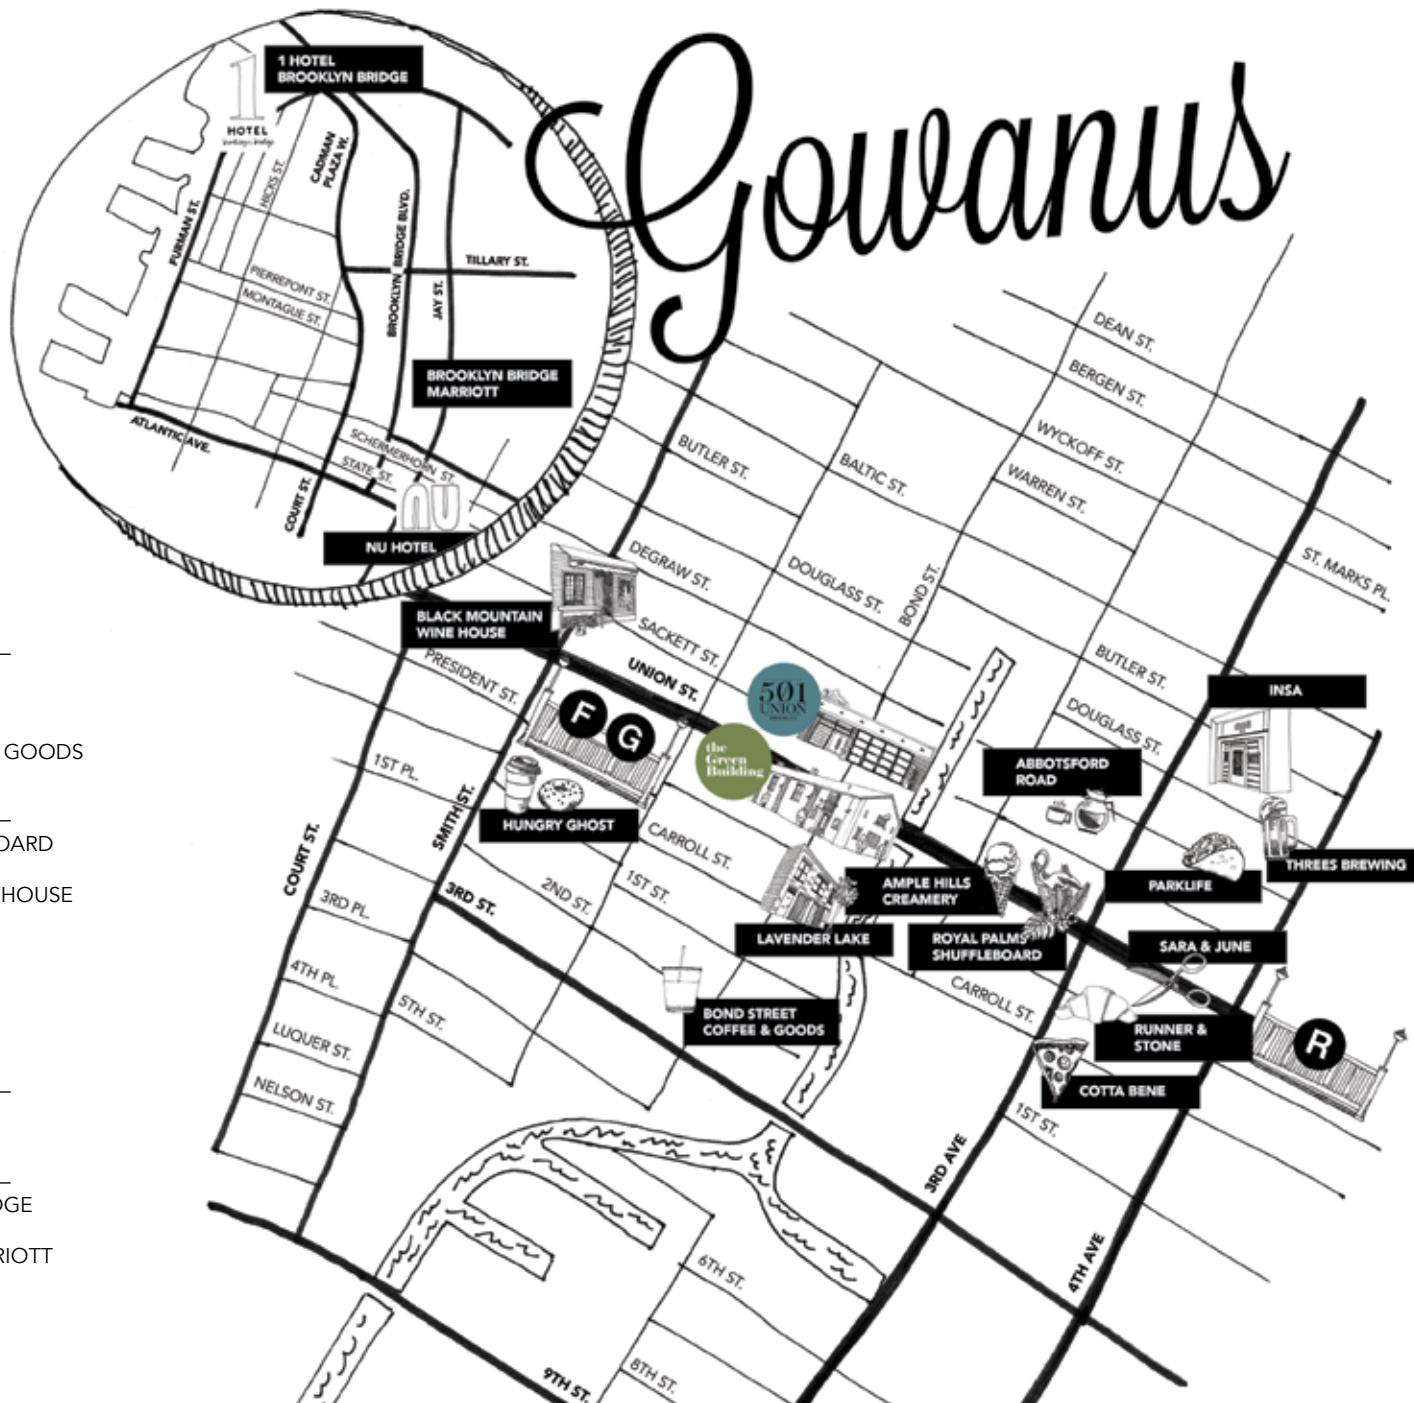 Gowanus
1 HOTEL
BROOKLYN BRIDGE
1
HOTEL
brooklyn bridge
HICKS ST.
CADMAN
PLAZA W.
FURMAN ST.
PIERREPONT ST.
MONTAGUE ST.
BROOKLYN BRIDGE BLVD.
JAY ST.
TILLARY ST.
BROOKLYN BRIDGE
MARRIOTT
ATLANTIC AVE.
SCHERMERHORN ST.
STATE ST.
COURT ST.
NU
NU HOTEL
DEAN ST.
BERGEN ST.
WYCKOFF ST.
WARREN ST.
ST. MARKS PL.
BUTLER ST.
BALTIC ST.
DEGRAW ST.
DOUGLASS ST.
BOND ST.
SACKETT ST.
UNION ST.
BLACK MOUNTAIN
WINE HOUSE
PRESIDENT ST.
F
G
501
UNION
BROOKLYN
the
Green
Building
BUTLER ST.
DOUGLASS ST.
INSA
ABBOTSFORD
ROAD
1ST PL.
SMITH ST.
COURT ST.
HUNGRY GHOST
CARROLL ST.
1ST ST.
2ND ST.
3RD ST.
3RD PL.
4TH PL.
5TH ST.
LUQUER ST.
NELSON ST.
LAVENDER LAKE
AMPLE HILLS
CREAMERY
ROYAL PALMS
SHUFFLEBOARD
PARKLIFE
THREES BREWING
SARA & JUNE
CARROLL ST.
BOND STREET
COFFEE & GOODS
RUNNER &
STONE
R
COTTA BENE
1ST ST.
3RD AVE
4TH AVE
6TH ST.
8TH ST.
9TH ST.
GOODS
OARD
HOUSE
DGE
RIOTT